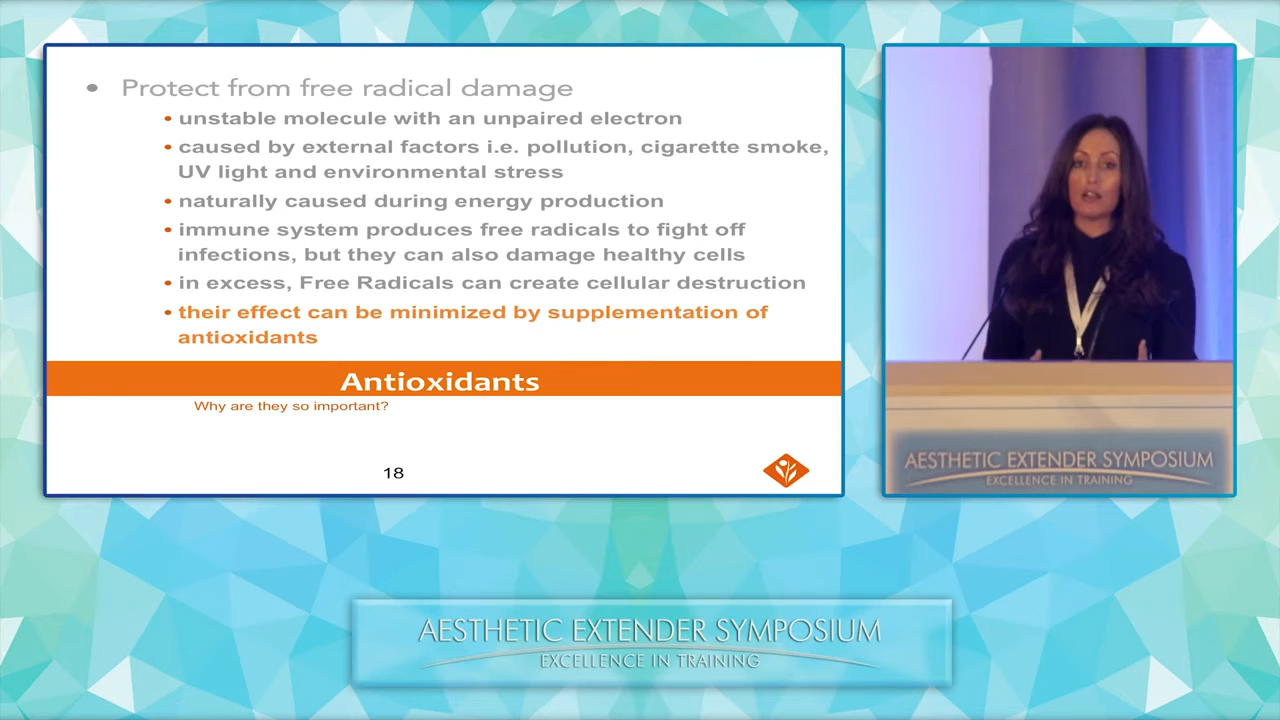 • Protect from free radical damage
• unstable molecule with an unpaired electron
• caused by external factors i.e. pollution, cigarette smoke,
UV light and environmental stress
• naturally caused during energy production
• immune system produces free radicals to fight off
infections, but they can also damage healthy cells
• in excess, Free Radicals can create cellular destruction
• their effect can be minimized by supplementation of
antioxidants
Antioxidants
Why are they so important?
18
AESTHETIC EXTENDER SYMPOSIUM
EXCELLENCE IN TRAINING
AESTHETIC EXTENDER SYMPOSIUM
EXCELLENCE IN TRAINING